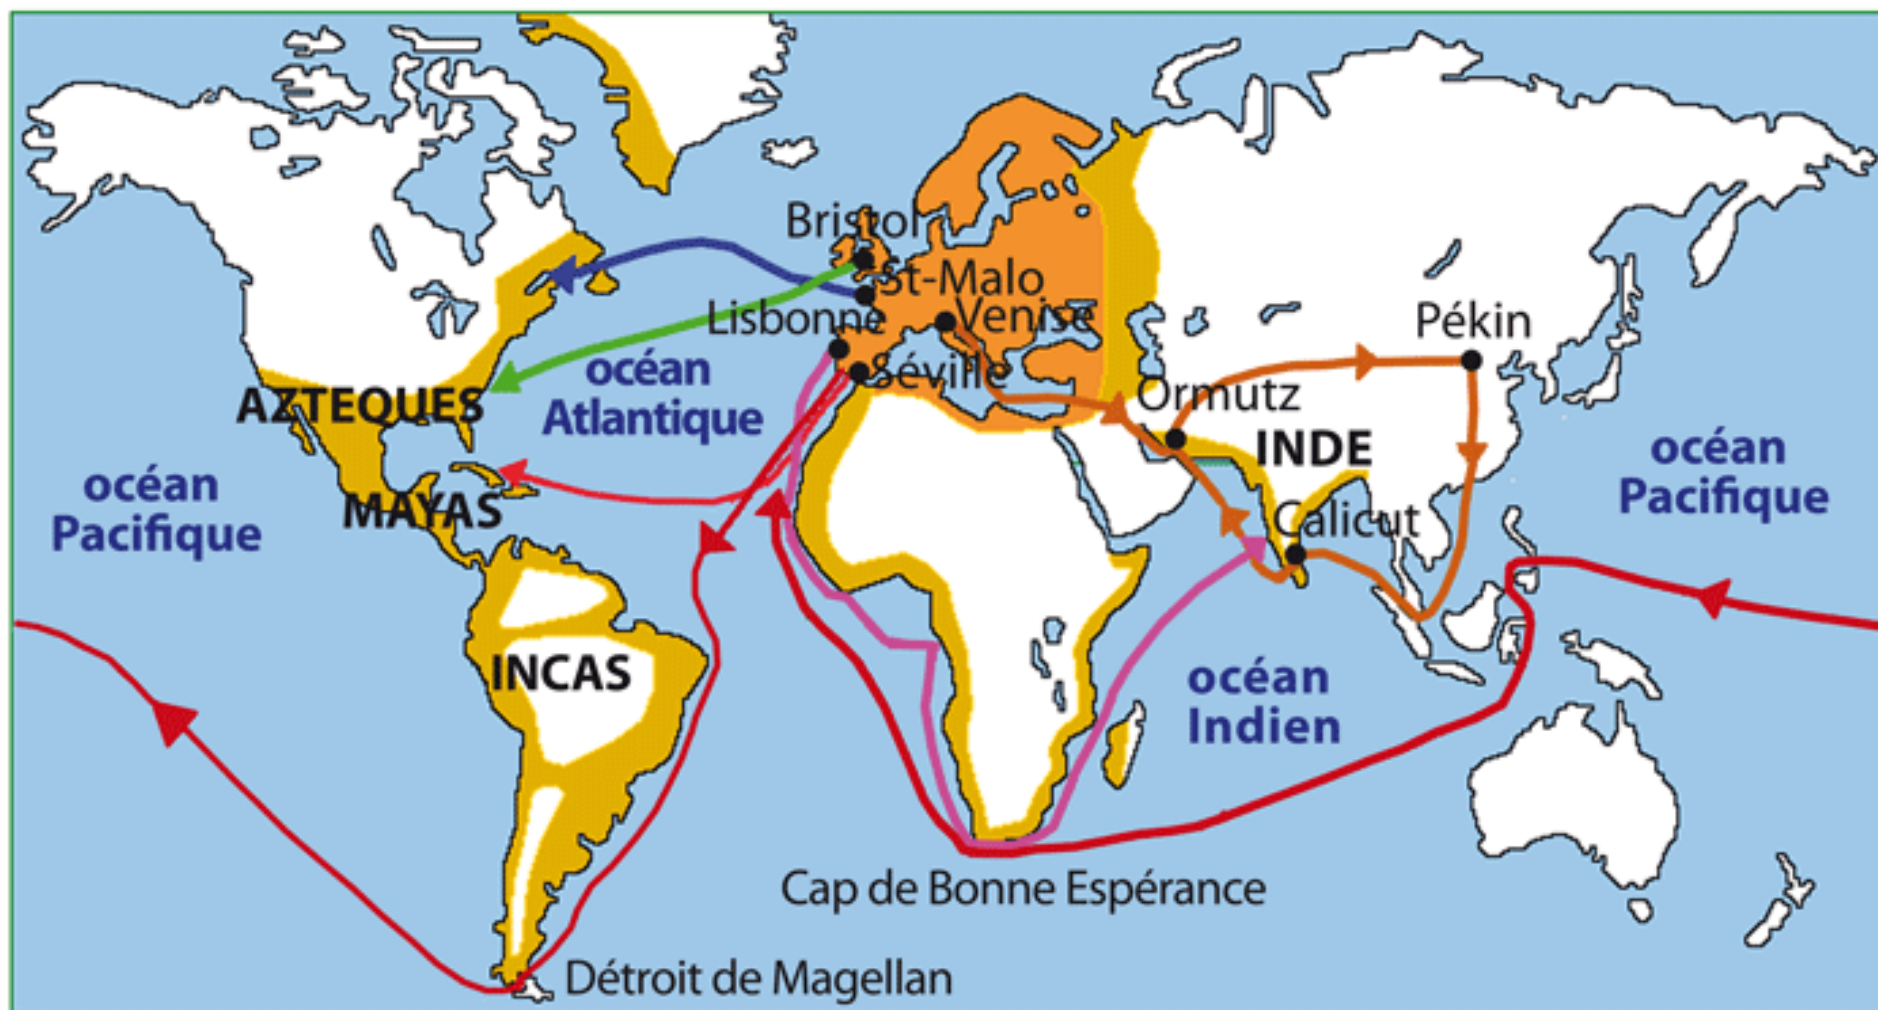 Bristol
St-Malo
Lisbonne
Venise
Pékin
océan
Atlantique
Séville
Ormutz
AZTEQUES
INDE
océan
Pacifique
MAYAS
Calicut
océan
Pacifique
INCAS
océan
Indien
Cap de Bonne Espérance
Détroit de Magellan